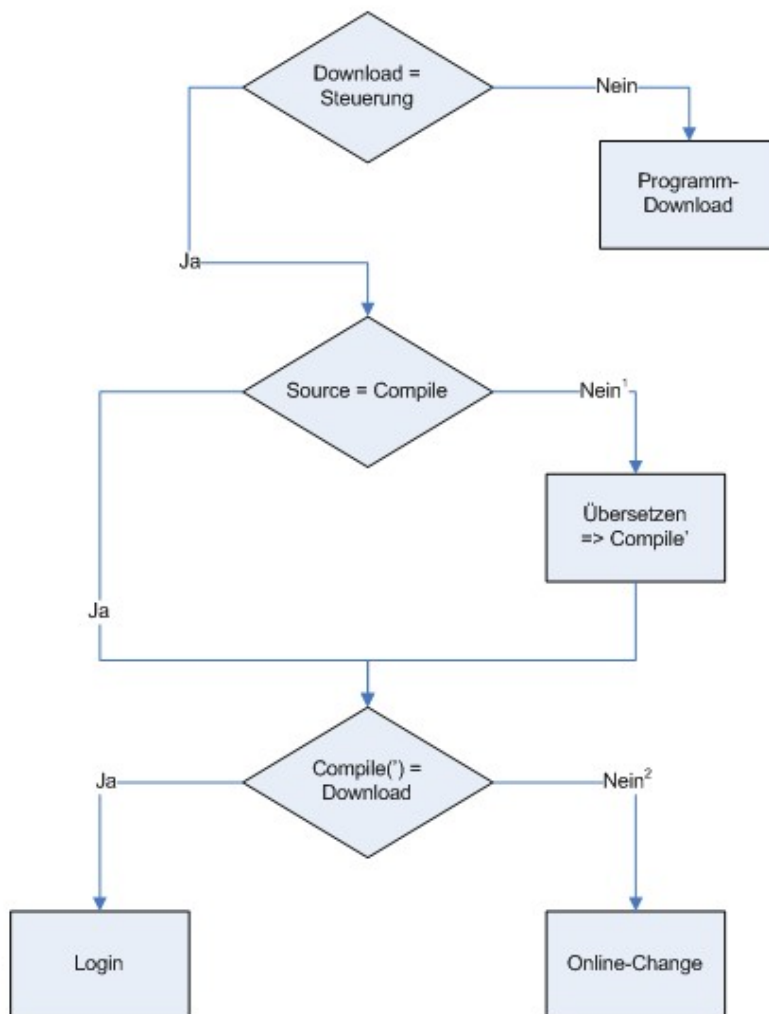 Download =
Steuerung
Nein
Programm-
Download
Ja
Source = Compile
Nein¹
Übersetzen
=> Compile'
Ja
Compile(') =
Download
Ja
Nein²
Login
Online-Change